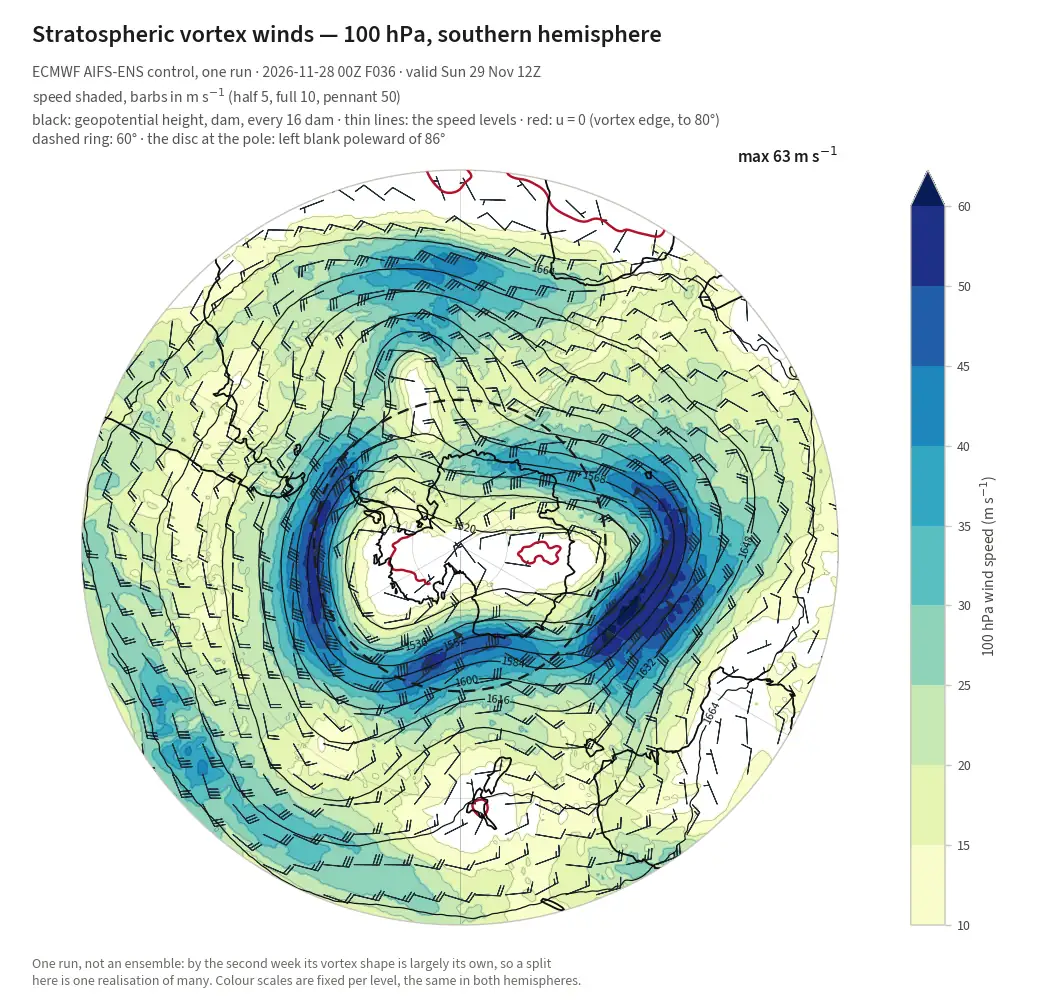 Stratospheric vortex winds — 100 hPa, southern hemisphere
ECMWF AIFS-ENS control, one run · 2026-11-28 00Z F036 · valid Sun 29 Nov 12Z
speed shaded, barbs in m s⁻¹ (half 5, full 10, pennant 50)
black: geopotential height, dam, every 16 dam · thin lines: the speed levels · red: u = 0 (vortex edge, to 80°)
dashed ring: 60° · the disc at the pole: left blank poleward of 86°
max 63 m s⁻¹
60
50
45
40
35
30
25
20
15
10
100 hPa wind speed (m s⁻¹)
1568
1520
1648
1584
1632
1600
1616
1664
One run, not an ensemble: by the second week its vortex shape is largely its own, so a split
here is one realisation of many. Colour scales are fixed per level, the same in both hemispheres.